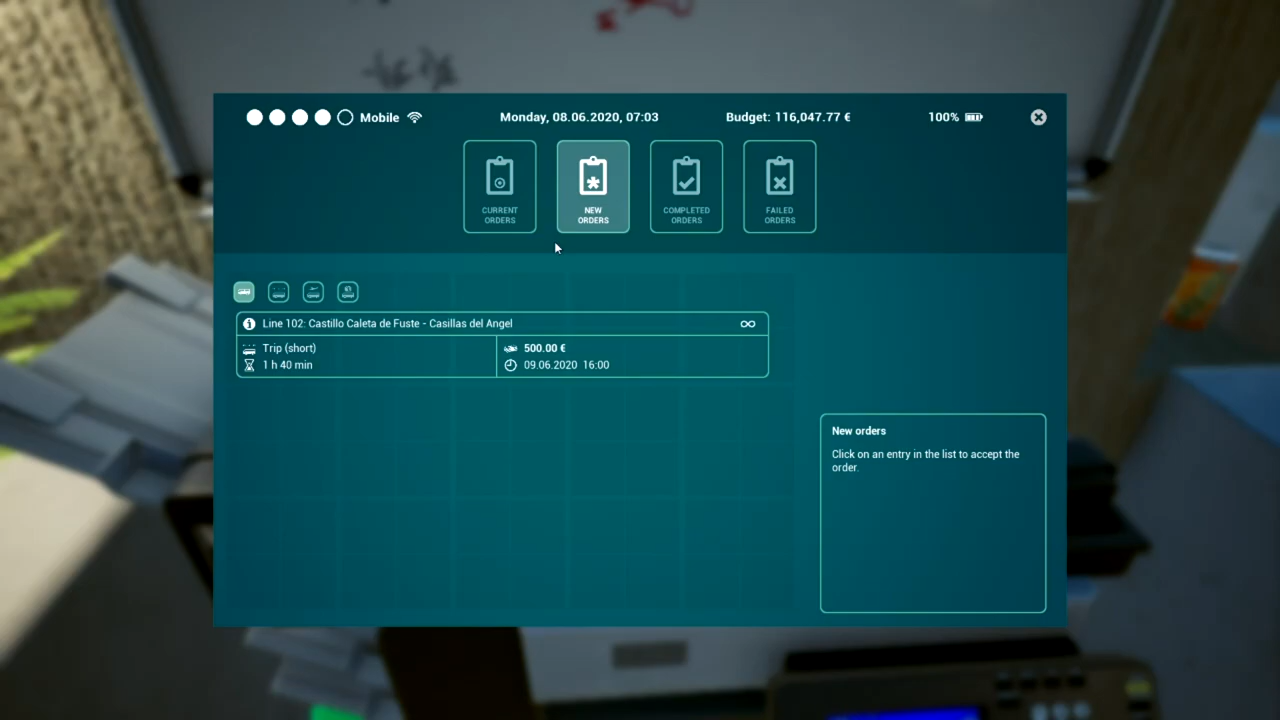 Mobile
Monday, 08.06.2020, 07:03
Budget: 116,047.77 €
100%
CURRENT
ORDERS
NEW
ORDERS
COMPLETED
ORDERS
FAILED
ORDERS
Line 102: Castillo Caleta de Fuste - Casillas del Angel
Trip (short)
500.00 €
1 h 40 min
09.06.2020 16:00
New orders
Click on an entry in the list to accept the
order.